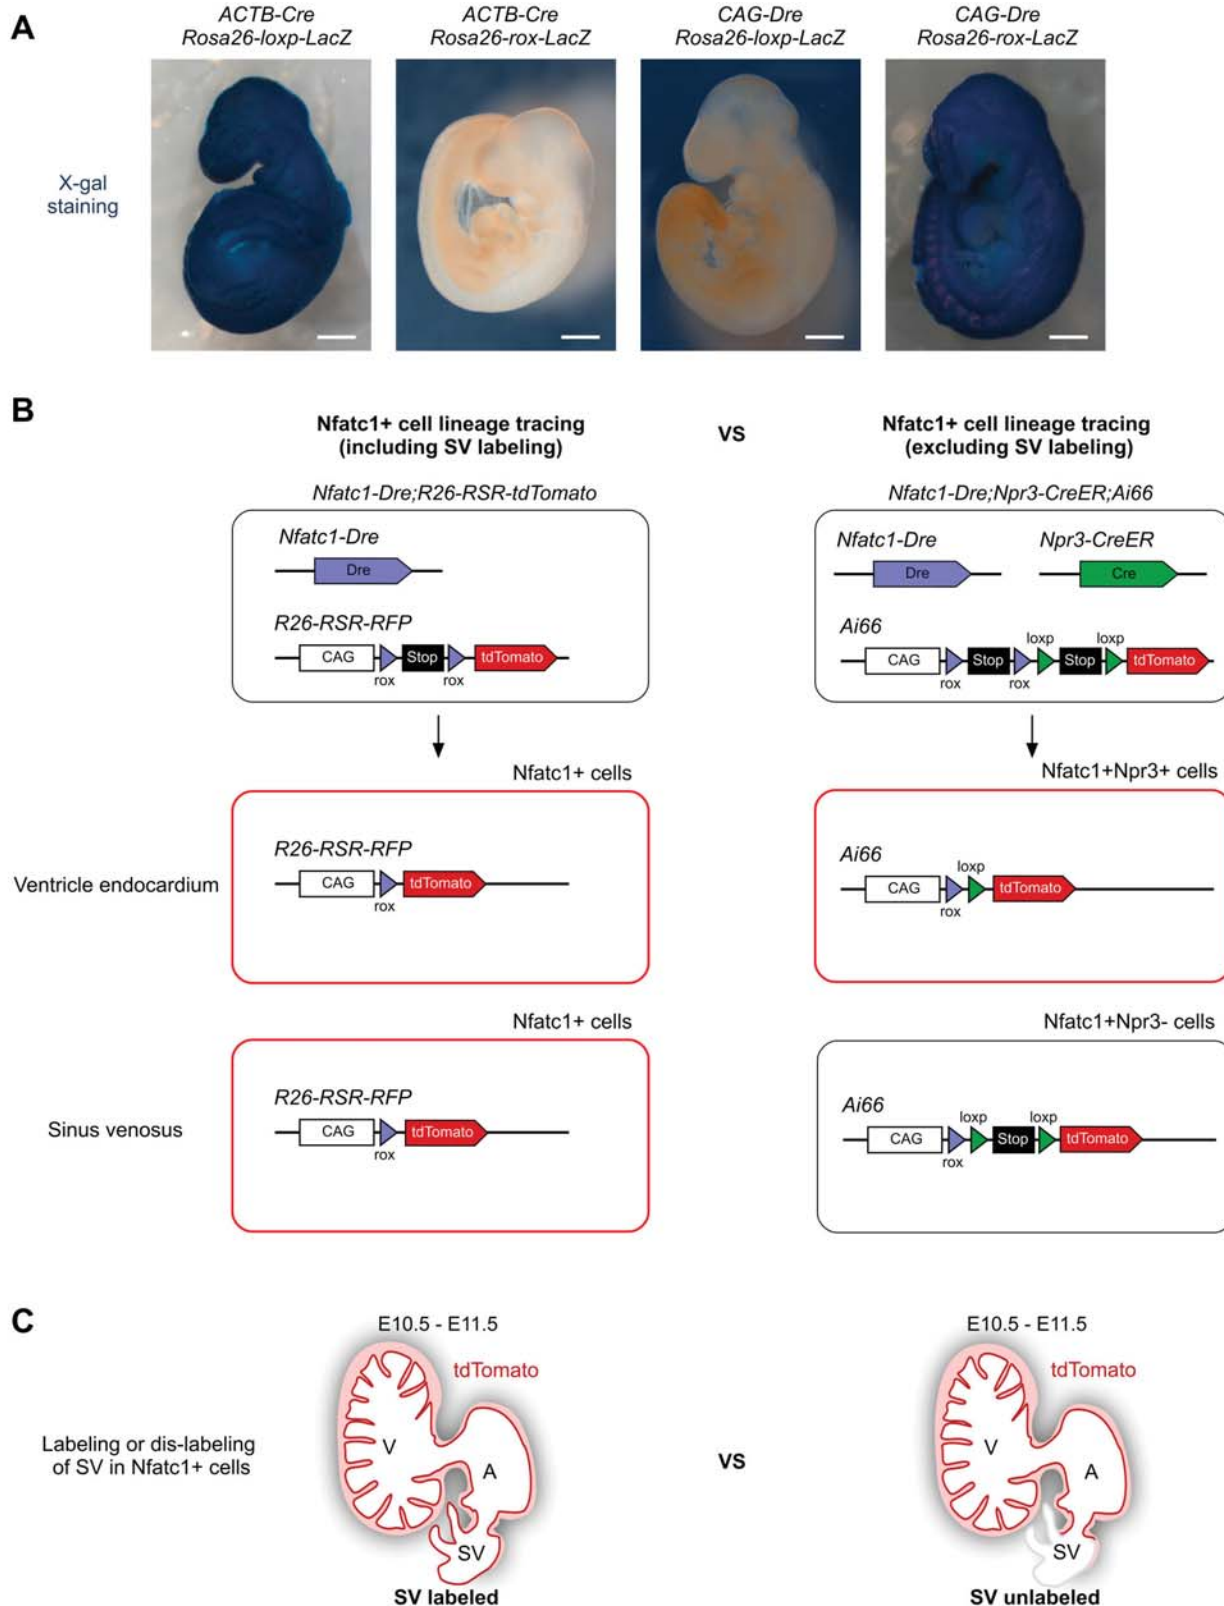 A
ACTB-Cre
Rosa26-loxp-LacZ
ACTB-Cre
Rosa26-rox-LacZ
CAG-Dre
Rosa26-loxp-LacZ
CAG-Dre
Rosa26-rox-LacZ
X-gal
staining
B
Nfatc1+ cell lineage tracing
(including SV labeling)
VS
Nfatc1+ cell lineage tracing
(excluding SV labeling)
Nfatc1-Dre;R26-RSR-tdTomato
Nfatc1-Dre;Npr3-CreER;Ai66
Nfatc1-Dre
Dre
R26-RSR-RFP
CAG Stop tdTomato
rox rox
Nfatc1-Dre Npr3-CreER
Dre Cre
Ai66
loxp loxp
CAG Stop Stop tdTomato
rox rox
Nfatc1+ cells
Nfatc1+Npr3+ cells
Ventricle endocardium
R26-RSR-RFP
CAG tdTomato
rox
Ai66
loxp
CAG tdTomato
rox
Nfatc1+ cells
Nfatc1+Npr3- cells
Sinus venosus
R26-RSR-RFP
CAG tdTomato
rox
Ai66
loxp loxp
CAG Stop tdTomato
rox
C
E10.5 - E11.5
tdTomato
E10.5 - E11.5
tdTomato
Labeling or dis-labeling
of SV in Nfatc1+ cells
V
A
SV
SV labeled
VS
V
A
SV
SV unlabeled